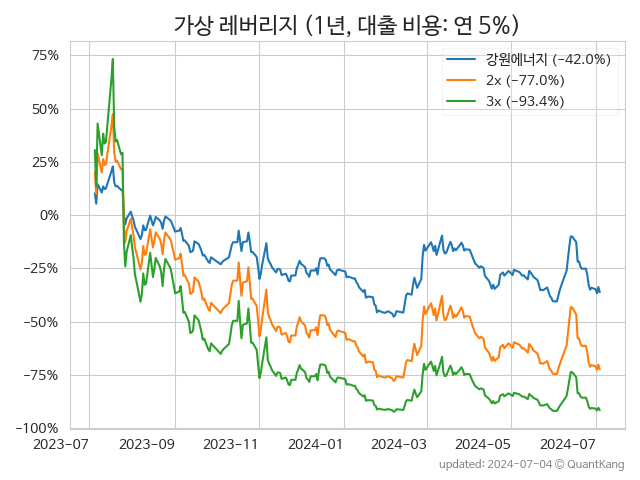 가상 레버리지 (1년, 대출 비용: 연 5%)
강원에너지 (−42.0%)
2x (−77.0%)
3x (−93.4%)
75%
50%
25%
0%
−25%
−50%
−75%
−100%
2023-07 2023-09 2023-11 2024-01 2024-03 2024-05 2024-07
updated: 2024-07-04 © QuantKang